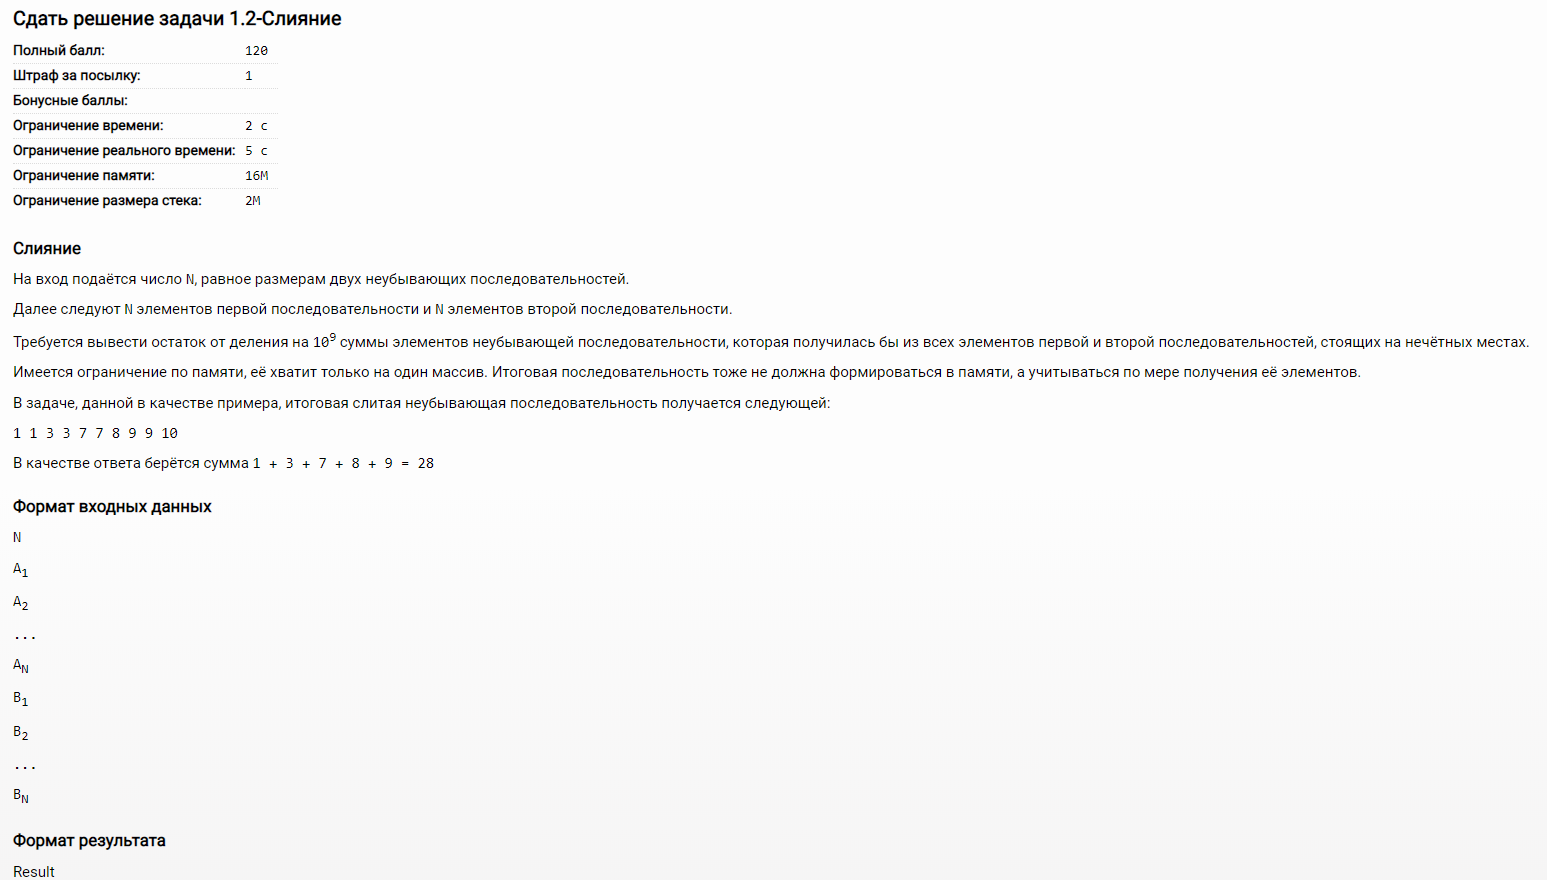 Сдать решение задачи 1.2-Слияние
Полный балл: 120
Штраф за посылку: 1
Бонусные баллы:
Ограничение времени: 2 с
Ограничение реального времени: 5 с
Ограничение памяти: 16M
Ограничение размера стека: 2M
Слияние
На вход подаётся число N, равное размерам двух неубывающих последовательностей.
Далее следуют N элементов первой последовательности и N элементов второй последовательности.
Требуется вывести остаток от деления на 10⁹ суммы элементов неубывающей последовательности, которая получилась бы из всех элементов первой и второй последовательностей, стоящих на нечётных местах.
Имеется ограничение по памяти, её хватит только на один массив. Итоговая последовательность тоже не должна формироваться в памяти, а учитываться по мере получения её элементов.
В задаче, данной в качестве примера, итоговая слитая неубывающая последовательность получается следующей:
1 1 3 3 7 7 8 9 9 10
В качестве ответа берётся сумма 1 + 3 + 7 + 8 + 9 = 28
Формат входных данных
N
A₁
A₂
...
A_N
B₁
B₂
...
B_N
Формат результата
Result